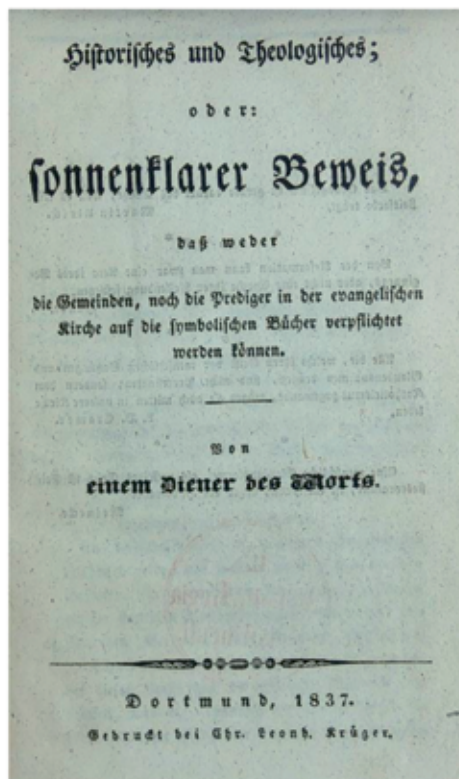 Historisches und Theologisches;
oder:
sonnenklarer Beweis,
daß weder
die Gemeinden, noch die Prediger in der evangelischen
Kirche auf die symbolischen Bücher verpflichtet
werden können.
Von
einem Diener des Worts.
Dortmund, 1837.
Gedruckt bei Chr. Leonh. Krüger.